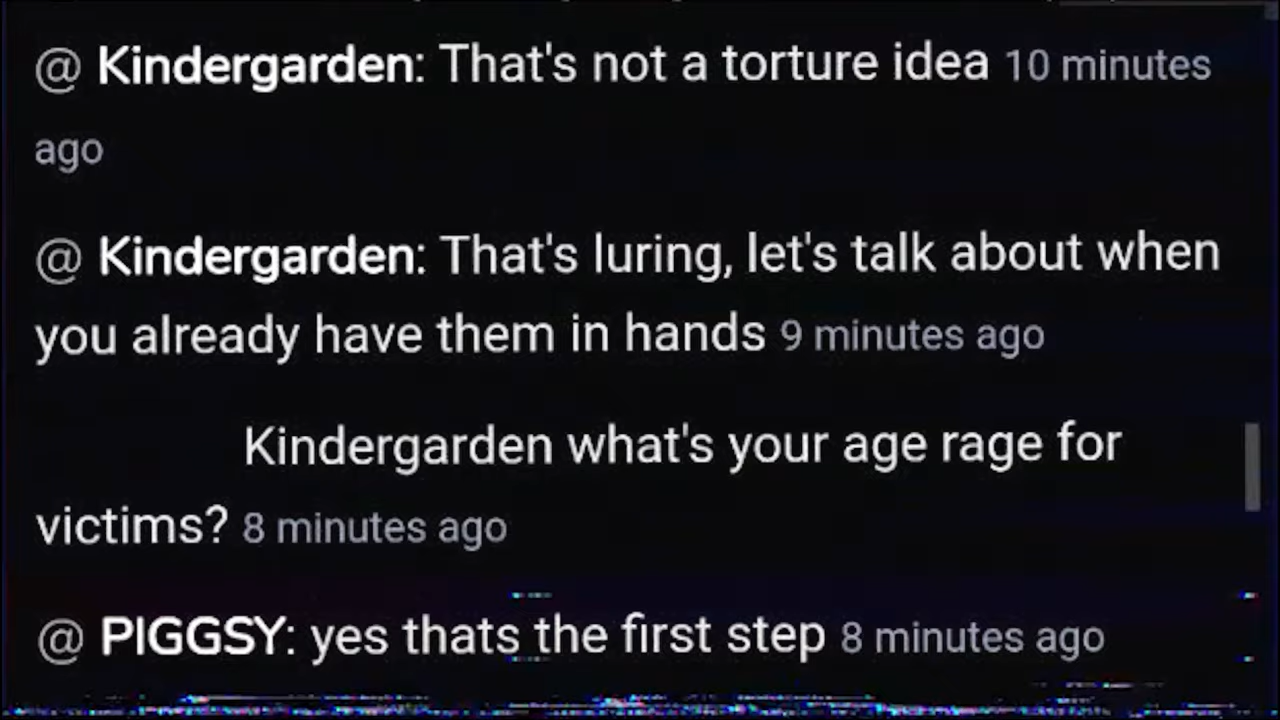 @ Kindergarden: That's not a torture idea 10 minutes
ago
@ Kindergarden: That's luring, let's talk about when
you already have them in hands 9 minutes ago
Kindergarden what's your age rage for
victims? 8 minutes ago
@ PIGGSY: yes thats the first step 8 minutes ago